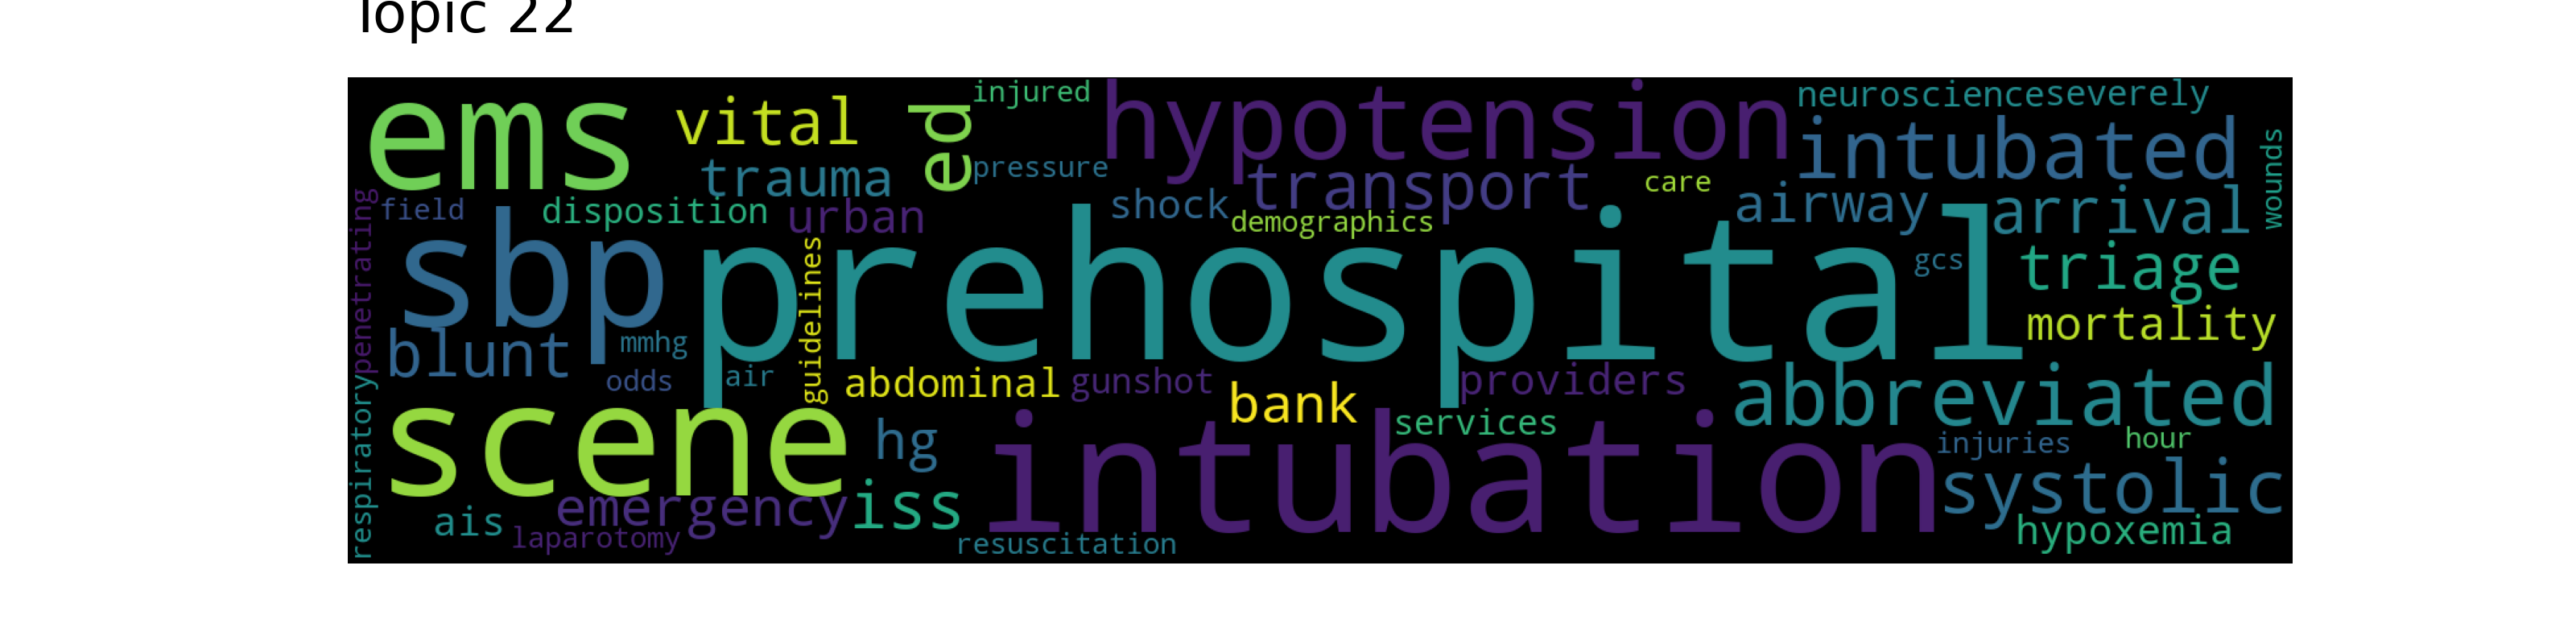 Topic 22
ems
vital
ed
injured
hypotension
neuroscience
severely
trauma
pressure
transport
care
intubated
wounds
penetrating
field
disposition
urban
shock
demographics
airway
arrival
sbp
guidelines
prehospital
gcs
triage
blunt
mmhg
mortality
odds
air
abdominal
gunshot
bank
providers
abbreviated
respiratory
scene
hg
services
intubation
injuries
hour
ais
emergency
iss
systolic
laparotomy
resuscitation
hypoxemia